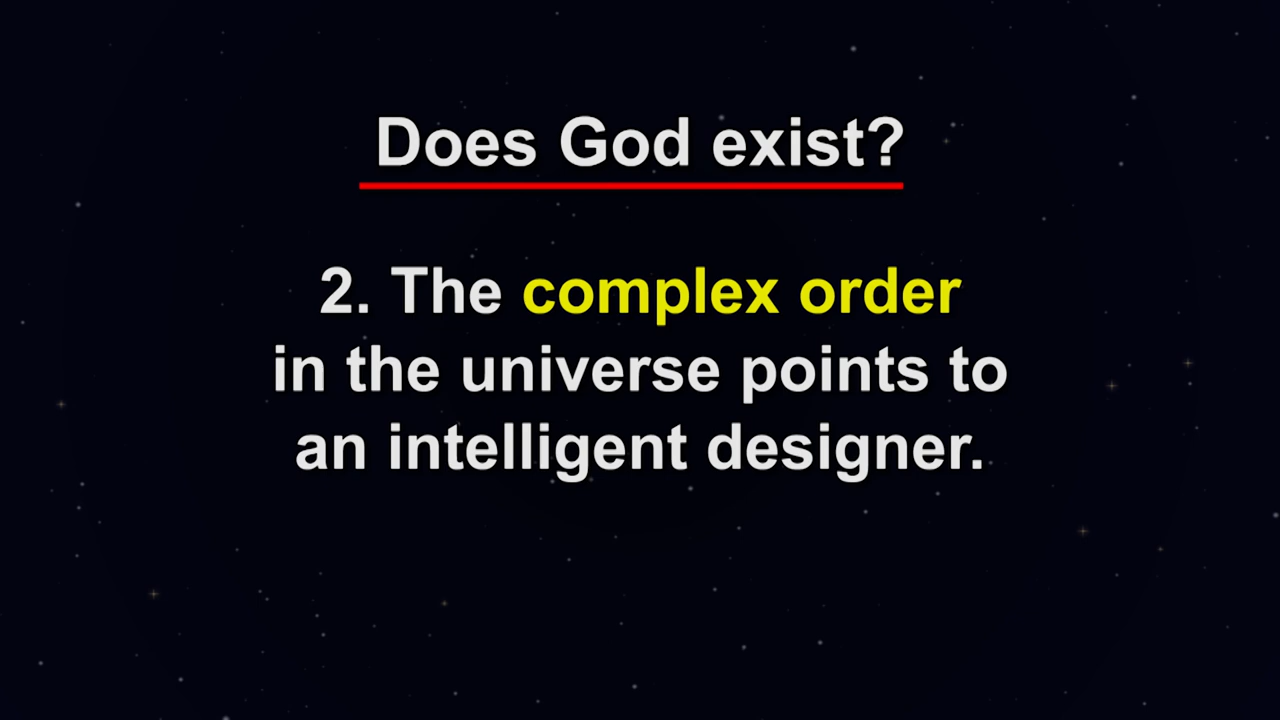 Does God exist?
2. The complex order
in the universe points to
an intelligent designer.